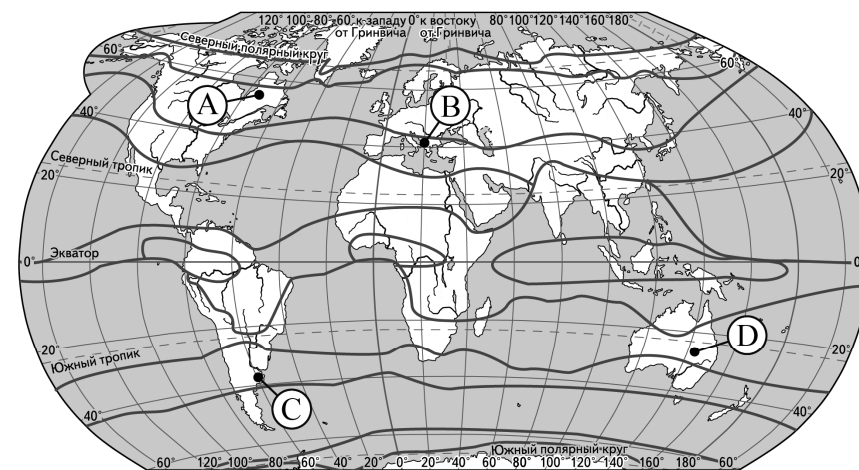 120° 100° 80° 60° к западу 0° к востоку 80° 100° 120° 140° 160° 180°
от Гринвича от Гринвича
Северный полярный круг
60° 60°
A B
40° 40°
Северный тропик
20° 20°
Экватор
0° 0
D
20° 20°
Южный тропик
C
40° 40°
Южный полярный круг
60° 120° 100° 80° 60° 40° 20° 0° 20° 40° 60° 80° 100° 120° 140° 160° 180° 60°